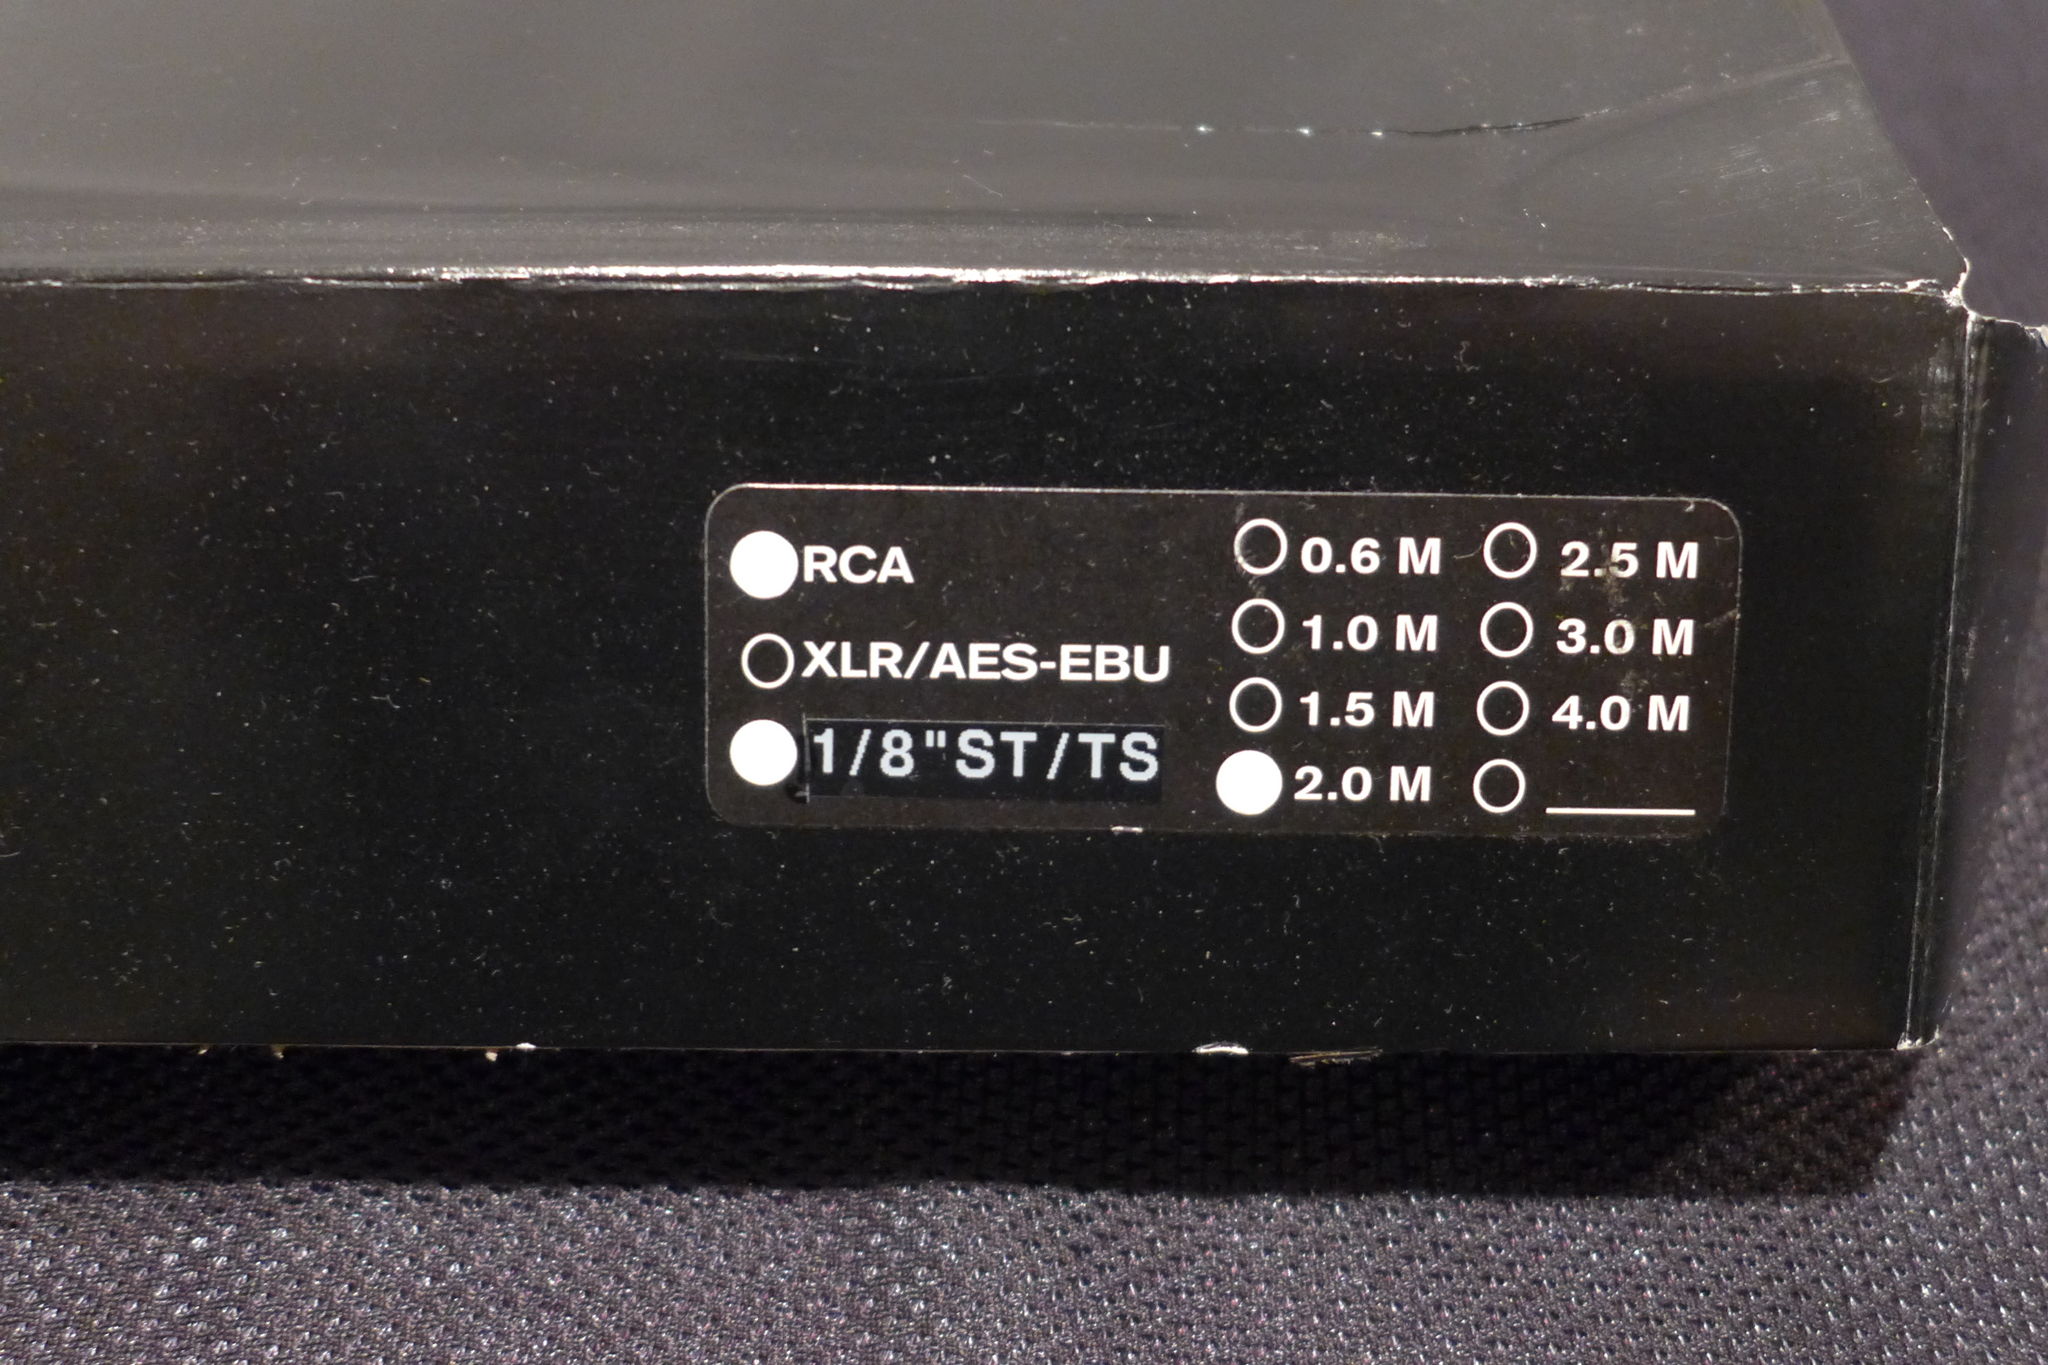 RCA
XLR/AES-EBU
1/8"ST/TS
0.6 M
1.0 M
1.5 M
2.0 M
2.5 M
3.0 M
4.0 M